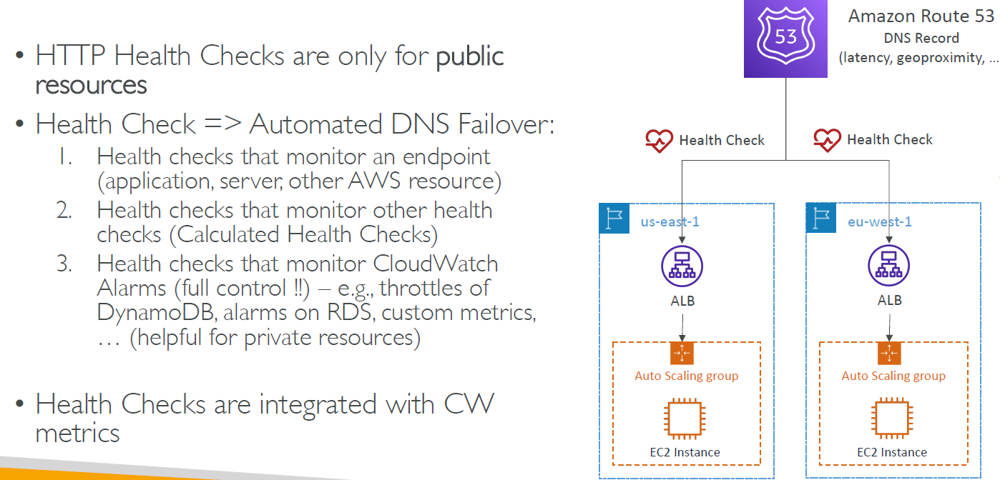 • HTTP Health Checks are only for public
resources
• Health Check => Automated DNS Failover:
1. Health checks that monitor an endpoint
(application, server, other AWS resource)
2. Health checks that monitor other health
checks (Calculated Health Checks)
3. Health checks that monitor CloudWatch
Alarms (full control !!) – e.g., throttles of
DynamoDB, alarms on RDS, custom metrics,
… (helpful for private resources)
• Health Checks are integrated with CW
metrics
53
Amazon Route 53
DNS Record
(latency, geoproximity, …
Health Check
Health Check
us-east-1
ALB
Auto Scaling group
EC2 Instance
eu-west-1
ALB
Auto Scaling group
EC2 Instance